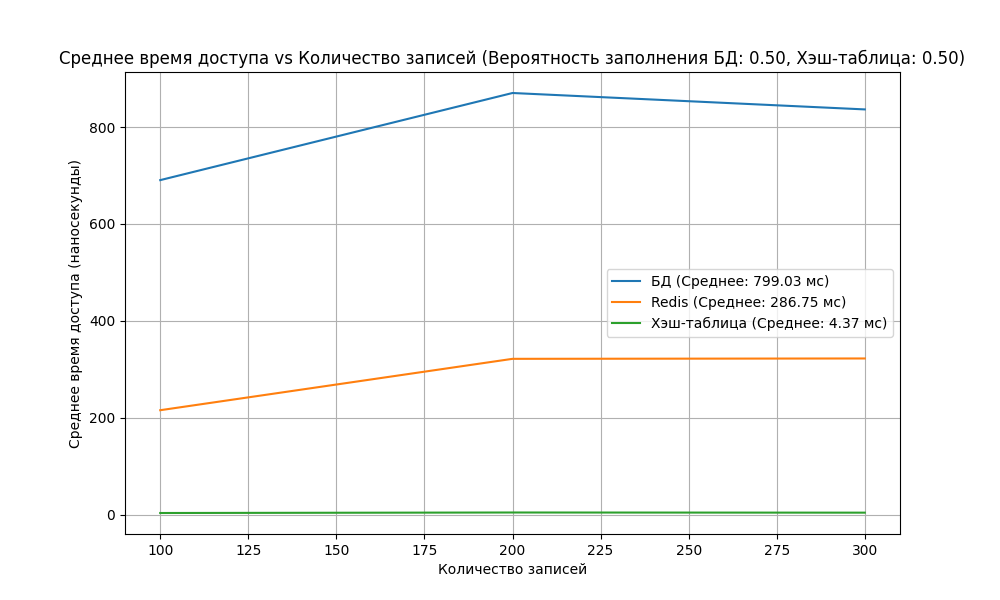 Среднее время доступа vs Количество записей (Вероятность заполнения БД: 0.50, Хэш-таблица: 0.50)
Среднее время доступа (наносекунды)
800
600
400
200
0
БД (Среднее: 799.03 мс)
Redis (Среднее: 286.75 мс)
Хэш-таблица (Среднее: 4.37 мс)
100 125 150 175 200 225 250 275 300
Количество записей